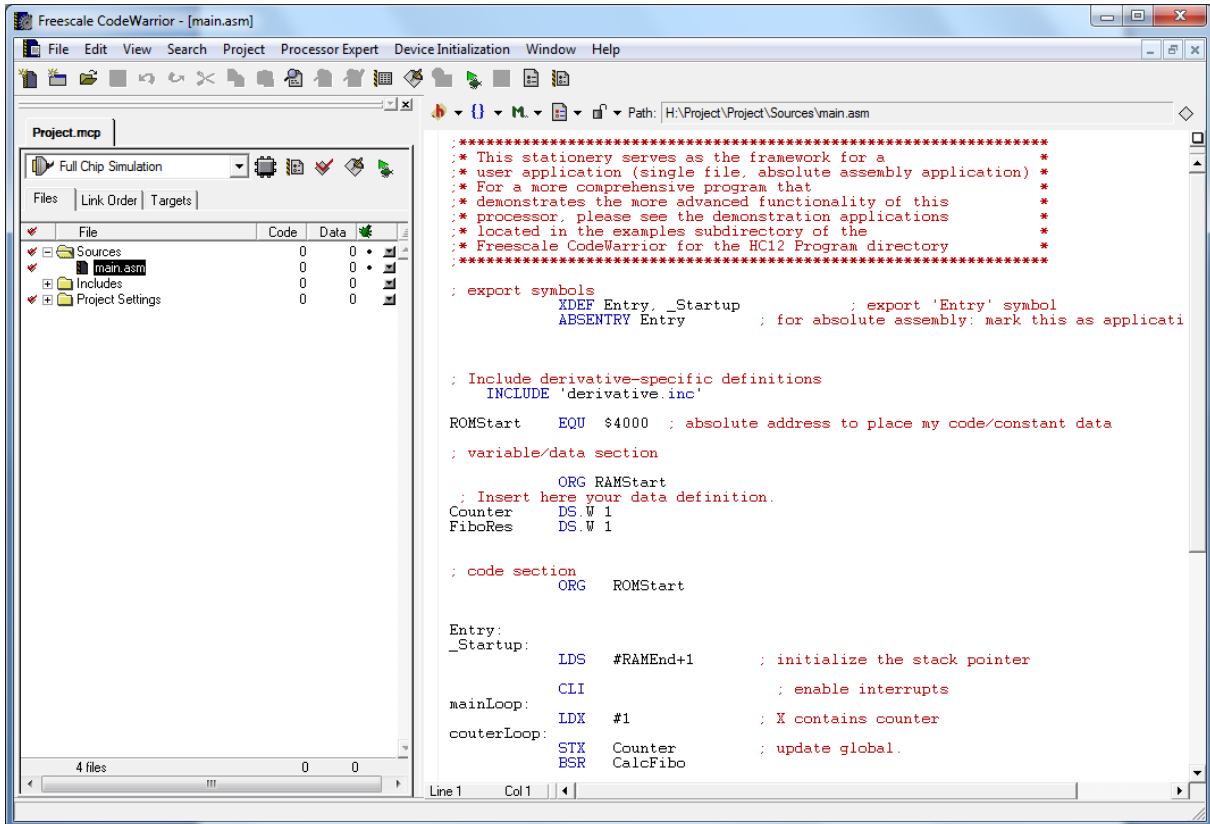 Freescale CodeWarrior - [main.asm]
File Edit View Search Project Processor Expert Device Initialization Window Help
Path: H:\Project\Project\Sources\main.asm
Project.mcp
Full Chip Simulation
Files Link Order Targets
File Code Data
Sources 0 0
main.asm 0 0
Includes 0 0
Project Settings 0 0
4 files 0 0
;*******************************************************************
;* This stationery serves as the framework for a *
;* user application (single file, absolute assembly application) *
;* For a more comprehensive program that *
;* demonstrates the more advanced functionality of this *
;* processor, please see the demonstration applications *
;* located in the examples subdirectory of the *
;* Freescale CodeWarrior for the HC12 Program directory *
;*******************************************************************
; export symbols
XDEF Entry, _Startup ; export 'Entry' symbol
ABSENTRY Entry ; for absolute assembly: mark this as applicati
; Include derivative-specific definitions
INCLUDE 'derivative.inc'
ROMStart EQU $4000 ; absolute address to place my code/constant data
; variable/data section
ORG RAMStart
; Insert here your data definition.
Counter DS.W 1
FiboRes DS.W 1
; code section
ORG ROMStart
Entry:
_Startup:
LDS #RAMEnd+1 ; initialize the stack pointer
CLI ; enable interrupts
mainLoop:
LDX #1 ; X contains counter
couterLoop:
STX Counter ; update global.
BSR CalcFibo
Line 1 Col 1